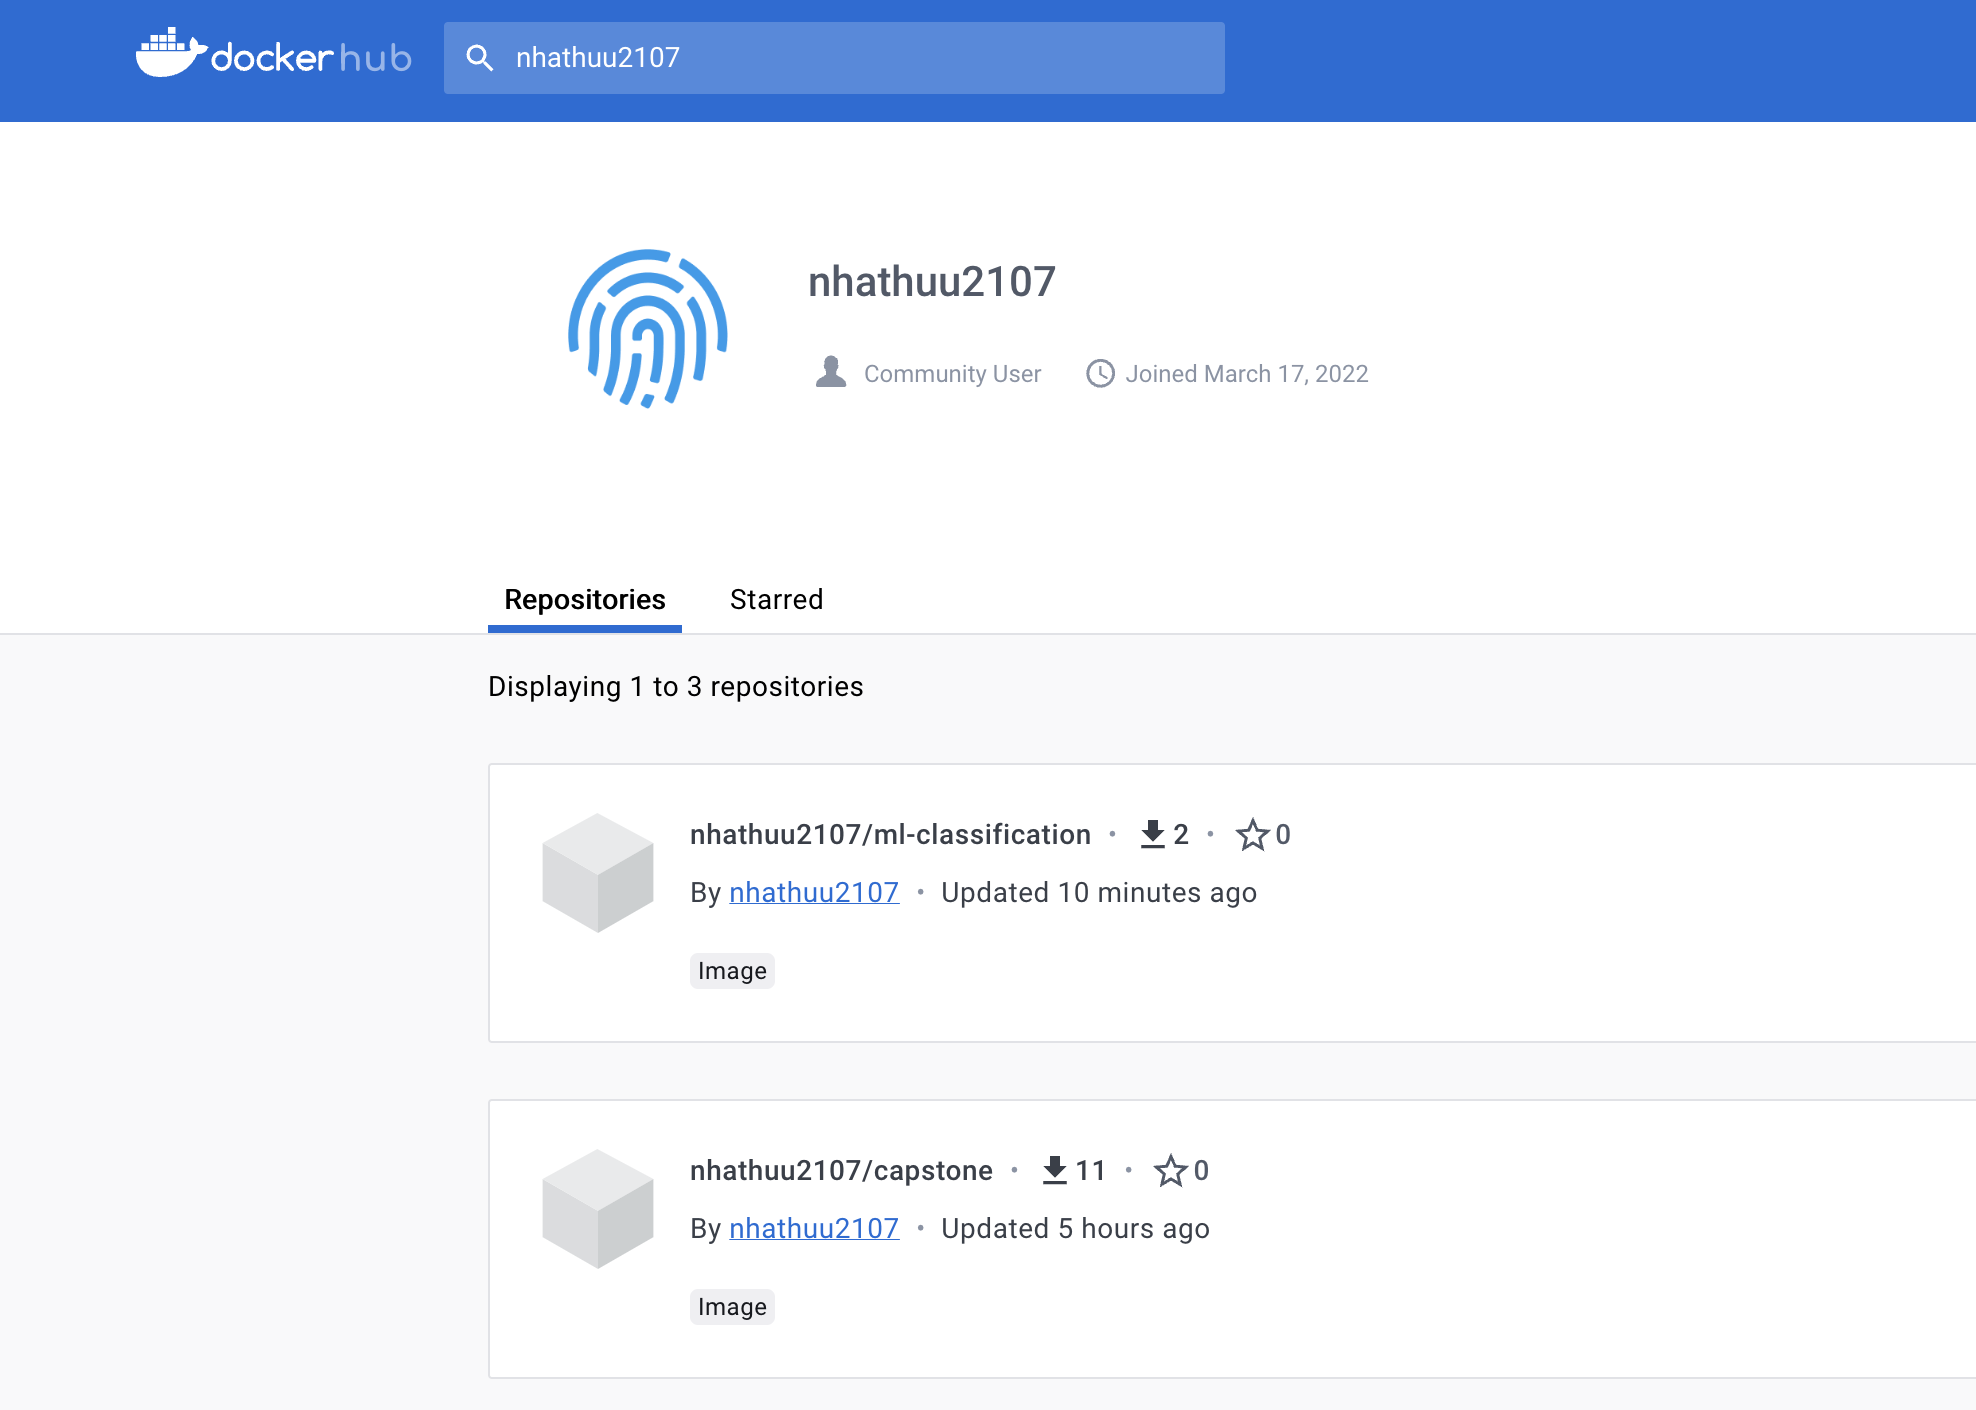 docker hub
nhathuu2107
nhathuu2107
Community User
Joined March 17, 2022
Repositories
Starred
Displaying 1 to 3 repositories
nhathuu2107/ml-classification • 2 • 0
By nhathuu2107 • Updated 10 minutes ago
Image
nhathuu2107/capstone • 11 • 0
By nhathuu2107 • Updated 5 hours ago
Image